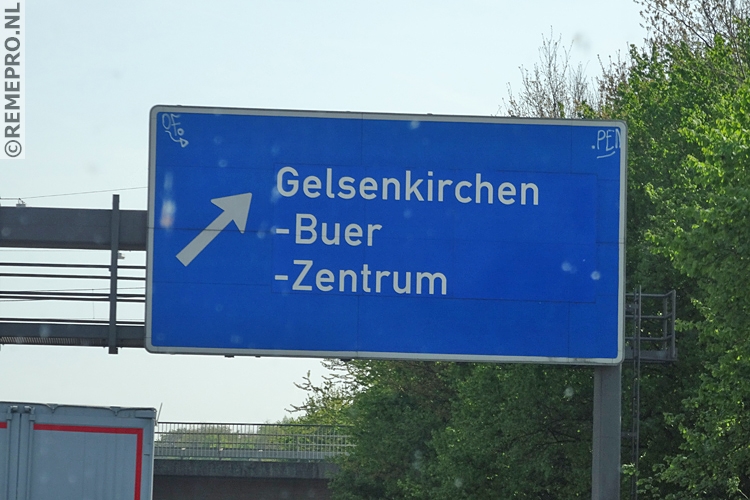 ©REMEPRO.NL
Gelsenkirchen
-Buer
-Zentrum